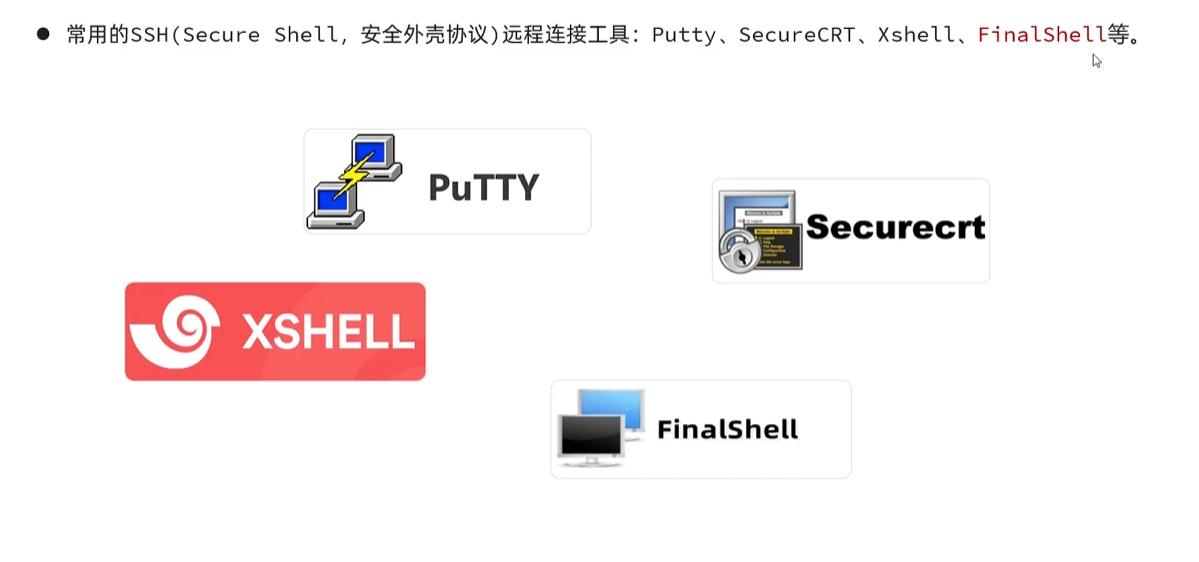 ● 常用的SSH(Secure Shell, 安全外壳协议)远程连接工具：Putty、SecureCRT、Xshell、FinalShell等。
PuTTY
Securecrt
XSHELL
FinalShell